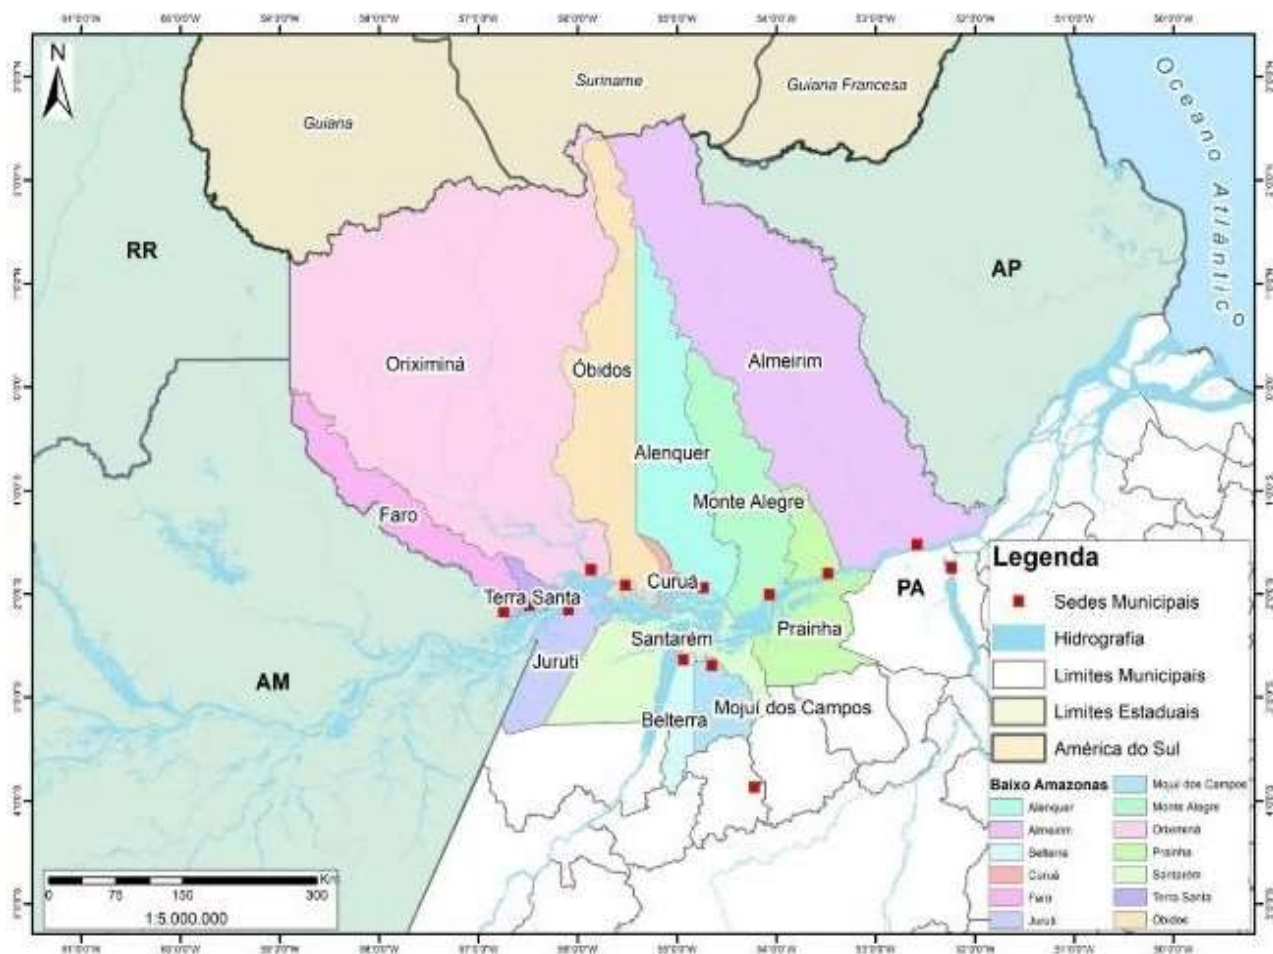 N
Guiana
Suriname
Guiana Francesa
Oceano Atlântico
RR
AP
Oriximiná
Óbidos
Almeirim
Alenquer
Monte Alegre
Faro
Curuá
Terra Santa
PA
Prainha
Santarém
Juruti
AM
Belterra
Mojuí dos Campos
Legenda
Sedes Municipais
Hidrografia
Limites Municipais
Limites Estaduais
América do Sul
Baixo Amazonas
Alenquer
Almeirim
Belterra
Curuá
Faro
Juruti
Mojuí dos Campos
Monte Alegre
Oriximiná
Prainha
Santarém
Terra Santa
Óbidos
Km
0 75 150 300
1:5.000.000